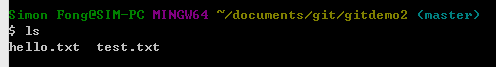 Simon Fong@SIM-PC MINGW64 ~/documents/git/gitdemo2 (master)
$ ls
hello.txt  test.txt